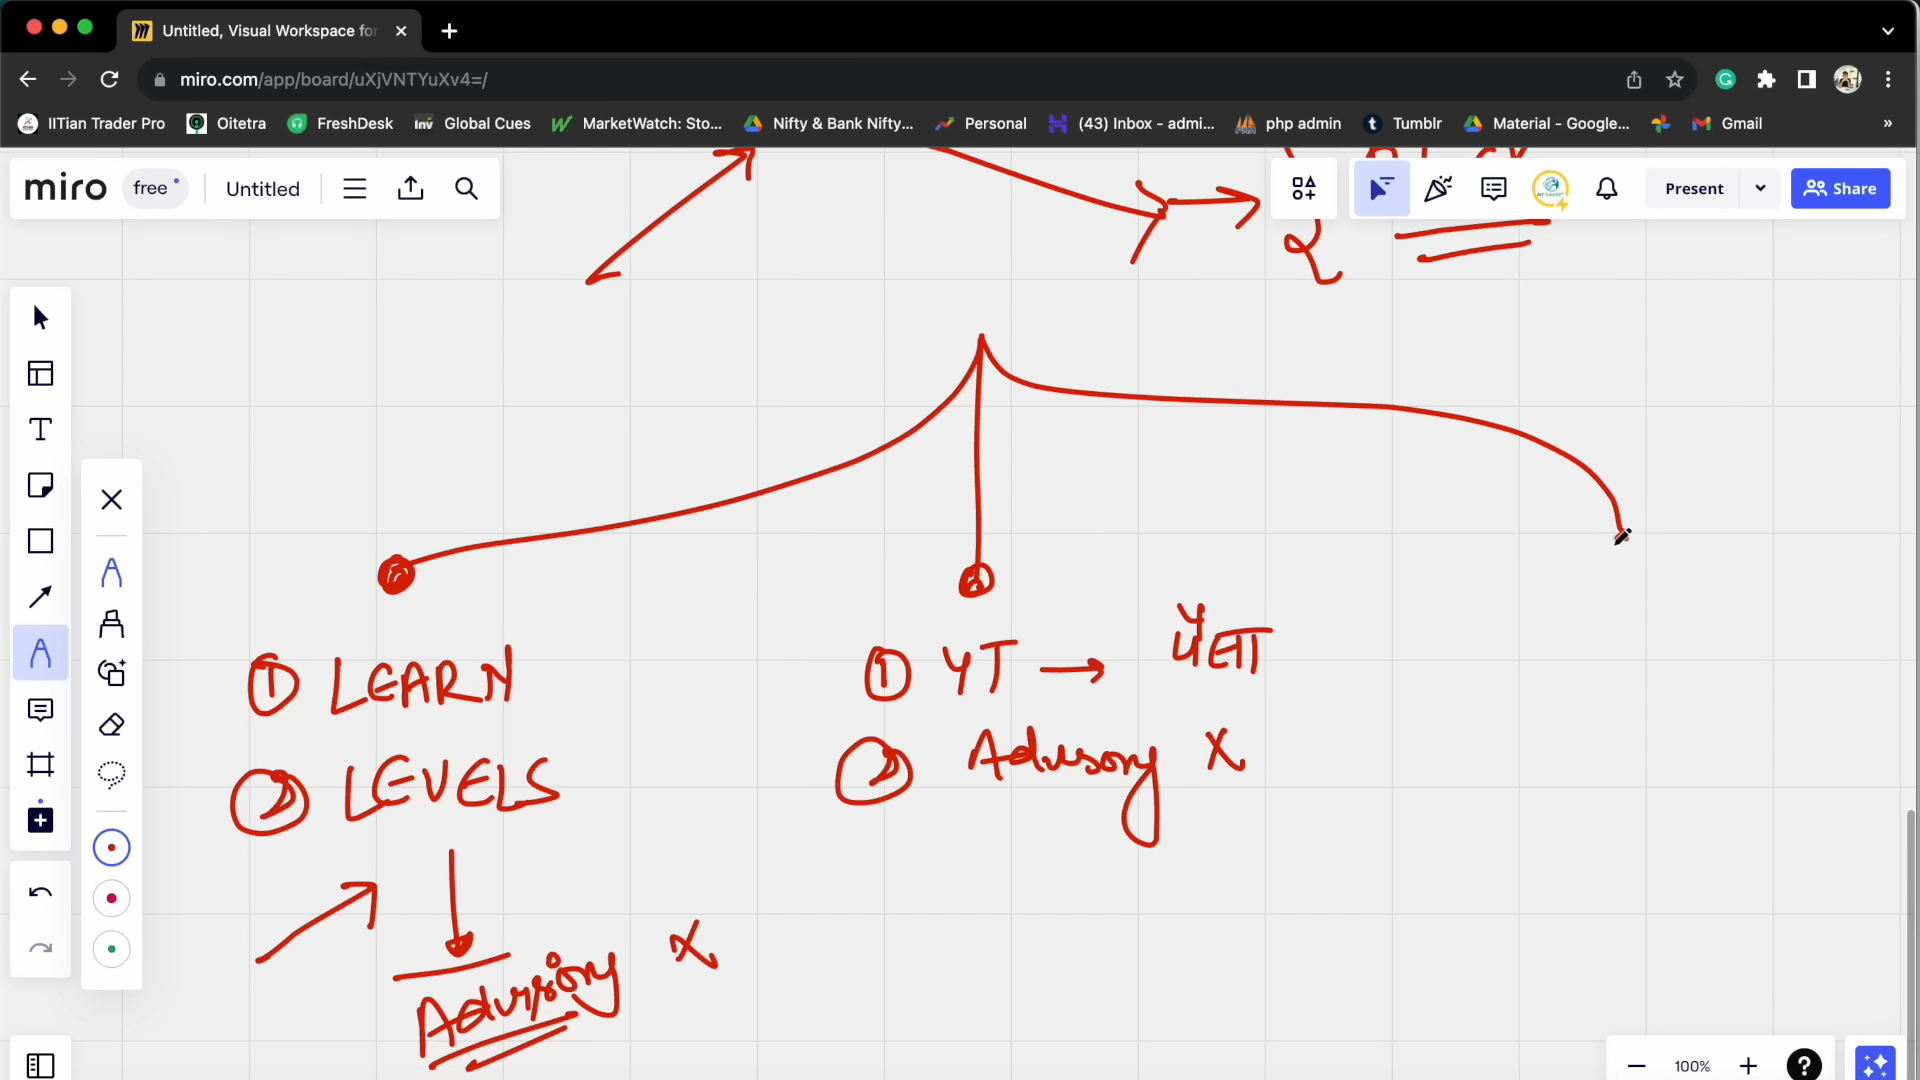 Untitled, Visual Workspace for
miro.com/app/board/uXjVNTYuXv4=/
IITian Trader Pro Oitetra FreshDesk Inv Global Cues MarketWatch: Sto... Nifty & Bank Nifty... Personal (43) Inbox - admi... php admin Tumblr Material - Google... Gmail »
miro free Untitled Present Share
① LEARN
② LEVELS
Advisory X
① YT → YETT
② Advisory X
100%